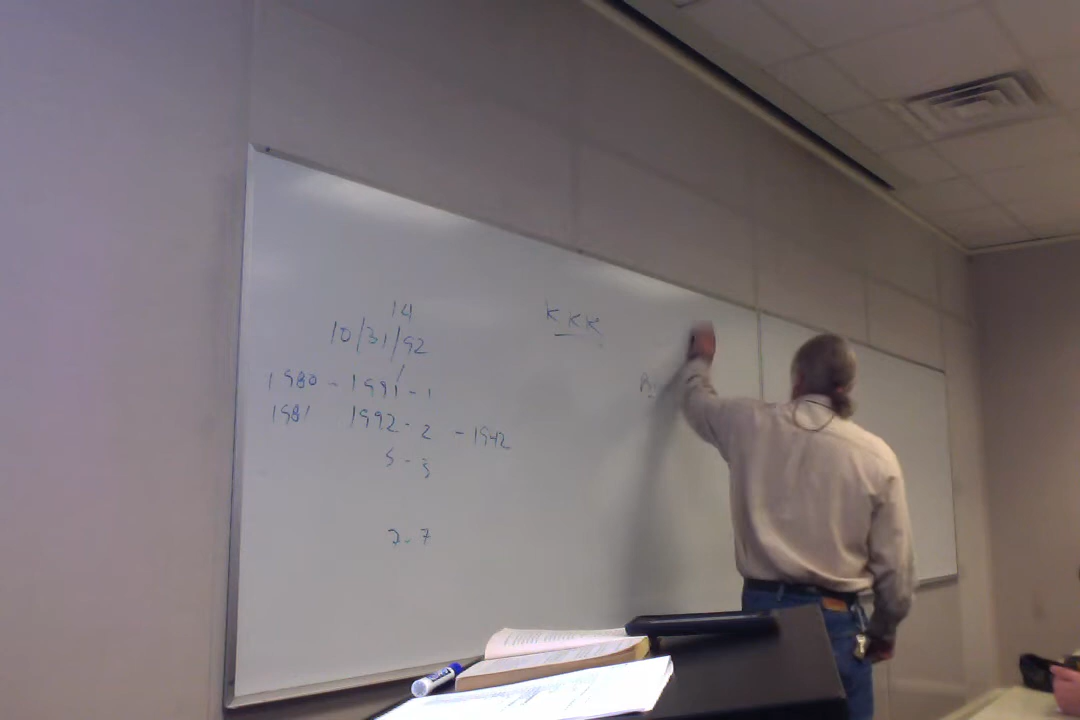 14
10/31/92
1980 - 1991 - 1
1981 1992 - 2 - 1942
5 - 3
2 - 7
KKK